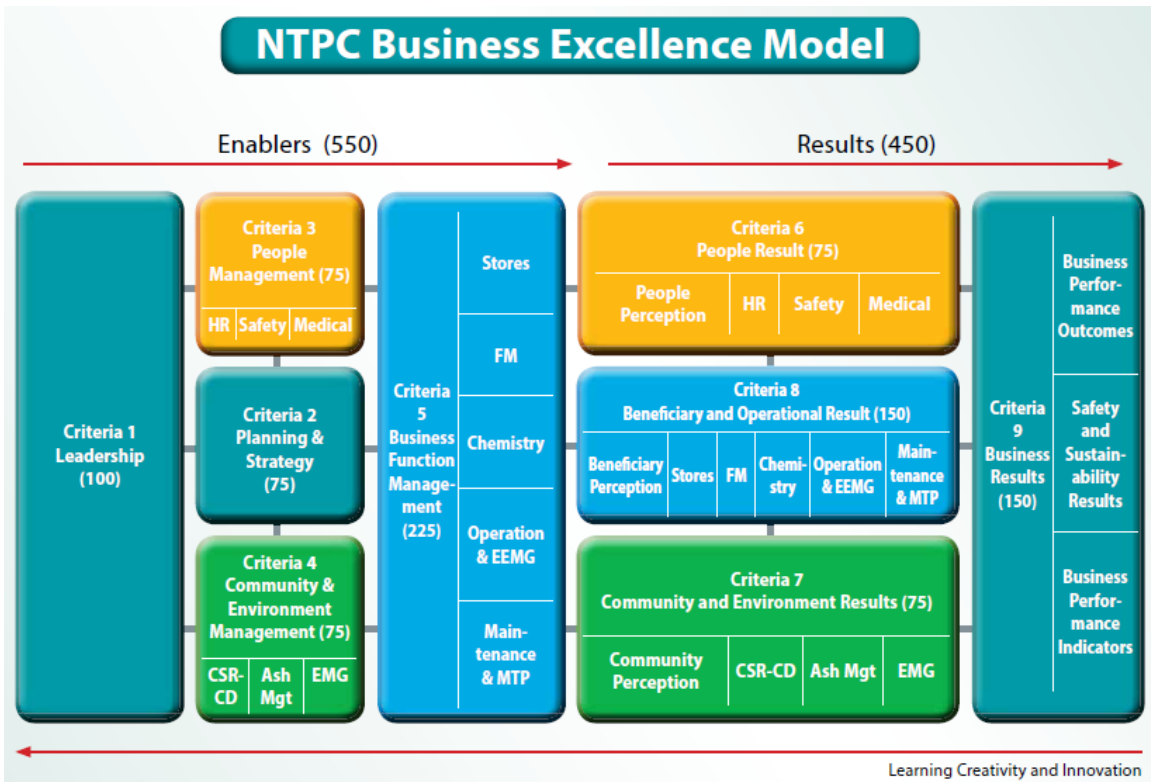 NTPC Business Excellence Model
Enablers (550)
Results (450)
Criteria 1
Leadership
(100)
Criteria 3
People
Management (75)
HR Safety Medical
Criteria 2
Planning &
Strategy
(75)
Criteria 4
Community &
Environment
Management (75)
CSR-
CD
Ash
Mgt
EMG
Criteria
5
Business
Function
Manage-
ment
(225)
Stores
FM
Chemistry
Operation
& EEMG
Main-
tenance
& MTP
Criteria 6
People Result (75)
People
Perception
HR
Safety
Medical
Criteria 8
Beneficiary and Operational Result (150)
Beneficiary
Perception
Stores
FM
Chemi-
stry
Operation
& EEMG
Main-
tenance
& MTP
Criteria 7
Community and Environment Results (75)
Community
Perception
CSR-CD
Ash Mgt
EMG
Criteria
9
Business
Results
(150)
Business
Perfor-
mance
Outcomes
Safety
and
Sustain-
ability
Results
Business
Perfor-
mance
Indicators
Learning Creativity and Innovation